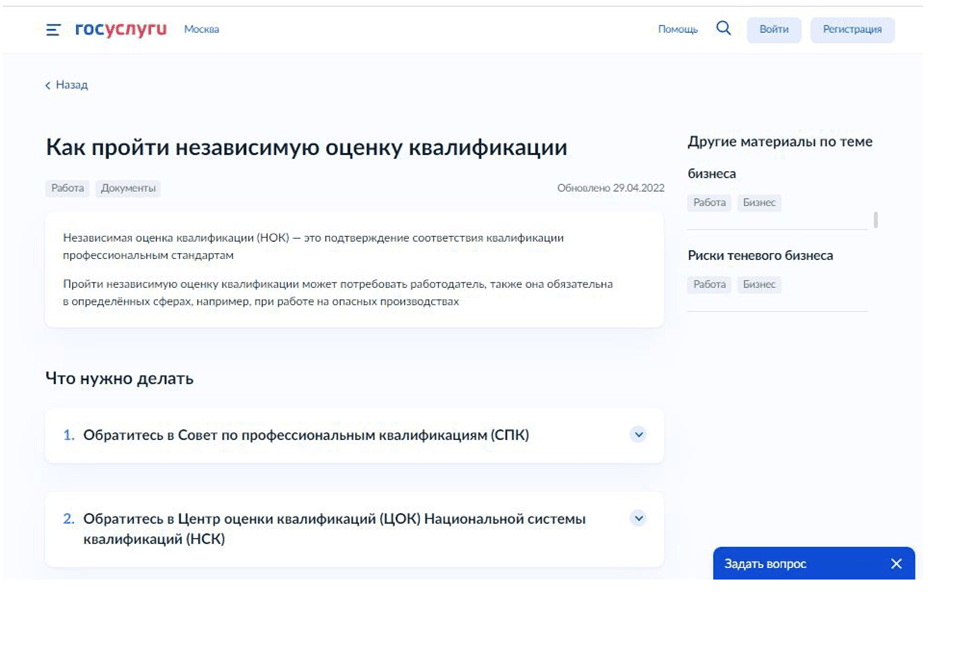 госуслуги Москва Помощь Войти Регистрация
Назад
Как пройти независимую оценку квалификации
Работа Документы Обновлено 29.04.2022
Независимая оценка квалификации (НОК) — это подтверждение соответствия квалификации
профессиональным стандартам
Пройти независимую оценку квалификации может потребовать работодатель, также она обязательна
в определённых сферах, например, при работе на опасных производствах
Что нужно делать
1. Обратитесь в Совет по профессиональным квалификациям (СПК)
2. Обратитесь в Центр оценки квалификаций (ЦОК) Национальной системы
квалификаций (НСК)
Другие материалы по теме
бизнеса
Работа Бизнес
Риски теневого бизнеса
Работа Бизнес
Задать вопрос